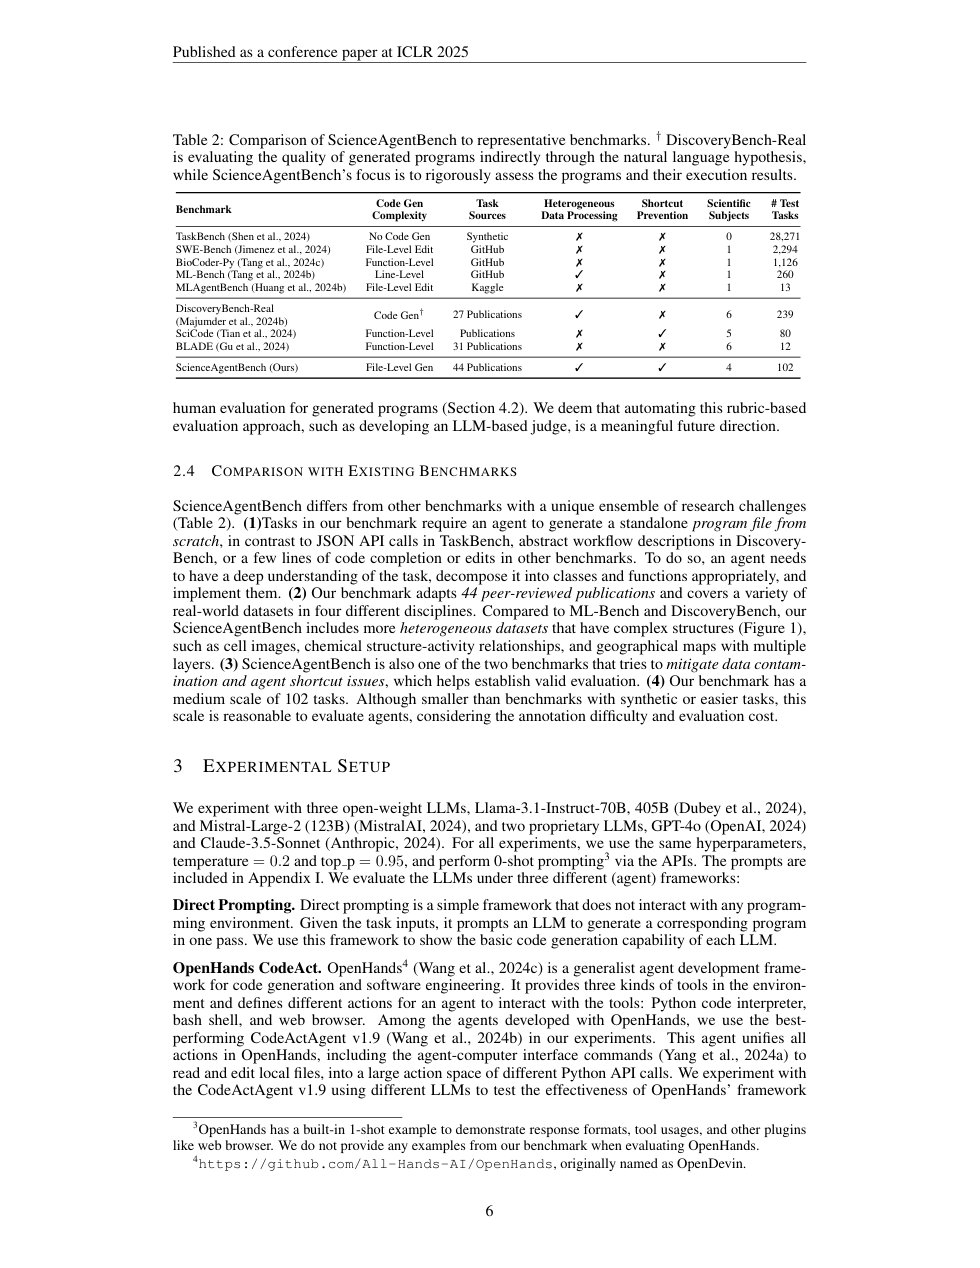 Published as a conference paper at ICLR 2025
Table 2: Comparison of ScienceAgentBench to representative benchmarks. † DiscoveryBench-Real
is evaluating the quality of generated programs indirectly through the natural language hypothesis,
while ScienceAgentBench's focus is to rigorously assess the programs and their execution results.
Benchmark Code Gen Complexity Task Sources Heterogeneous Data Processing Shortcut Prevention Scientific Subjects # Test Tasks
TaskBench (Shen et al., 2024) No Code Gen Synthetic ✗ ✗ 0 28,271
SWE-Bench (Jimenez et al., 2024) File-Level Edit GitHub ✗ ✗ 1 2,294
BioCoder-Py (Tang et al., 2024c) Function-Level GitHub ✗ ✗ 1 1,126
ML-Bench (Tang et al., 2024b) Line-Level GitHub ✓ ✗ 1 260
MLAgentBench (Huang et al., 2024b) File-Level Edit Kaggle ✗ ✗ 1 13
DiscoveryBench-Real (Majumder et al., 2024b) Code Gen† 27 Publications ✓ ✗ 6 239
SciCode (Tian et al., 2024) Function-Level Publications ✗ ✓ 5 80
BLADE (Gu et al., 2024) Function-Level 31 Publications ✗ ✗ 6 12
ScienceAgentBench (Ours) File-Level Gen 44 Publications ✓ ✓ 4 102
human evaluation for generated programs (Section 4.2). We deem that automating this rubric-based
evaluation approach, such as developing an LLM-based judge, is a meaningful future direction.
2.4 COMPARISON WITH EXISTING BENCHMARKS
ScienceAgentBench differs from other benchmarks with a unique ensemble of research challenges
(Table 2). (1)Tasks in our benchmark require an agent to generate a standalone program file from
scratch, in contrast to JSON API calls in TaskBench, abstract workflow descriptions in Discovery-
Bench, or a few lines of code completion or edits in other benchmarks. To do so, an agent needs
to have a deep understanding of the task, decompose it into classes and functions appropriately, and
implement them. (2) Our benchmark adapts 44 peer-reviewed publications and covers a variety of
real-world datasets in four different disciplines. Compared to ML-Bench and DiscoveryBench, our
ScienceAgentBench includes more heterogeneous datasets that have complex structures (Figure 1),
such as cell images, chemical structure-activity relationships, and geographical maps with multiple
layers. (3) ScienceAgentBench is also one of the two benchmarks that tries to mitigate data contam-
ination and agent shortcut issues, which helps establish valid evaluation. (4) Our benchmark has a
medium scale of 102 tasks. Although smaller than benchmarks with synthetic or easier tasks, this
scale is reasonable to evaluate agents, considering the annotation difficulty and evaluation cost.
3 EXPERIMENTAL SETUP
We experiment with three open-weight LLMs, Llama-3.1-Instruct-70B, 405B (Dubey et al., 2024),
and Mistral-Large-2 (123B) (MistralAI, 2024), and two proprietary LLMs, GPT-4o (OpenAI, 2024)
and Claude-3.5-Sonnet (Anthropic, 2024). For all experiments, we use the same hyperparameters,
temperature = 0.2 and top_p = 0.95, and perform 0-shot prompting³ via the APIs. The prompts are
included in Appendix I. We evaluate the LLMs under three different (agent) frameworks:
Direct Prompting. Direct prompting is a simple framework that does not interact with any program-
ming environment. Given the task inputs, it prompts an LLM to generate a corresponding program
in one pass. We use this framework to show the basic code generation capability of each LLM.
OpenHands CodeAct. OpenHands⁴ (Wang et al., 2024c) is a generalist agent development frame-
work for code generation and software engineering. It provides three kinds of tools in the environ-
ment and defines different actions for an agent to interact with the tools: Python code interpreter,
bash shell, and web browser. Among the agents developed with OpenHands, we use the best-
performing CodeActAgent v1.9 (Wang et al., 2024b) in our experiments. This agent unifies all
actions in OpenHands, including the agent-computer interface commands (Yang et al., 2024a) to
read and edit local files, into a large action space of different Python API calls. We experiment with
the CodeActAgent v1.9 using different LLMs to test the effectiveness of OpenHands' framework
³OpenHands has a built-in 1-shot example to demonstrate response formats, tool usages, and other plugins
like web browser. We do not provide any examples from our benchmark when evaluating OpenHands.
⁴https://github.com/All-Hands-AI/OpenHands, originally named as OpenDevin.
6